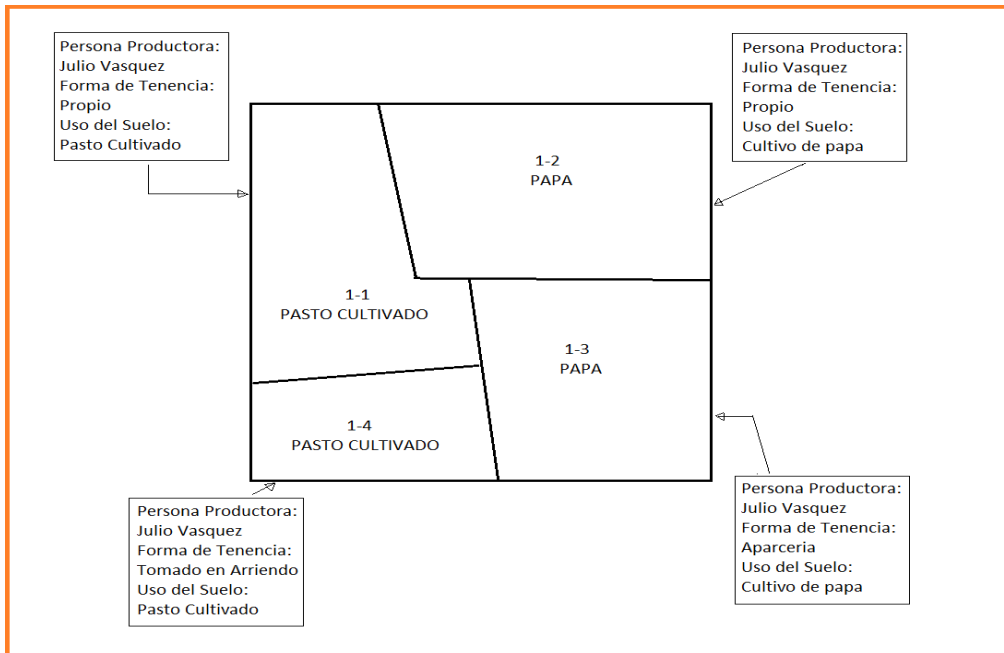 Persona Productora:
Julio Vasquez
Forma de Tenencia:
Propio
Uso del Suelo:
Pasto Cultivado
Persona Productora:
Julio Vasquez
Forma de Tenencia:
Propio
Uso del Suelo:
Cultivo de papa
1-2
PAPA
1-1
PASTO CULTIVADO
1-3
PAPA
1-4
PASTO CULTIVADO
Persona Productora:
Julio Vasquez
Forma de Tenencia:
Tomado en Arriendo
Uso del Suelo:
Pasto Cultivado
Persona Productora:
Julio Vasquez
Forma de Tenencia:
Aparceria
Uso del Suelo:
Cultivo de papa